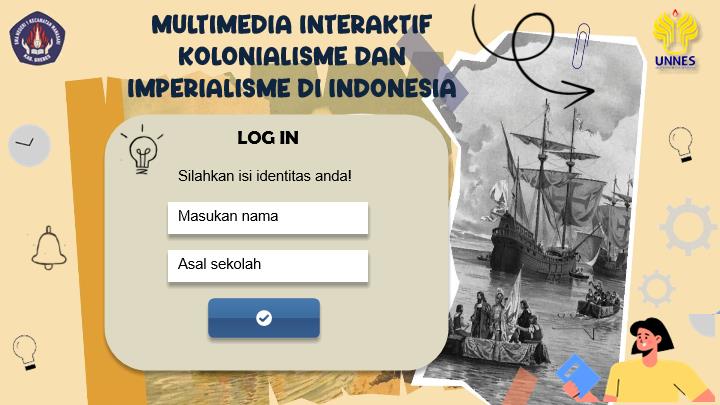 MULTIMEDIA INTERAKTIF
KOLONIALISME DAN
IMPERIALISME DI INDONESIA
UNNES
LOG IN
Silahkan isi identitas anda!
Masukan nama
Asal sekolah